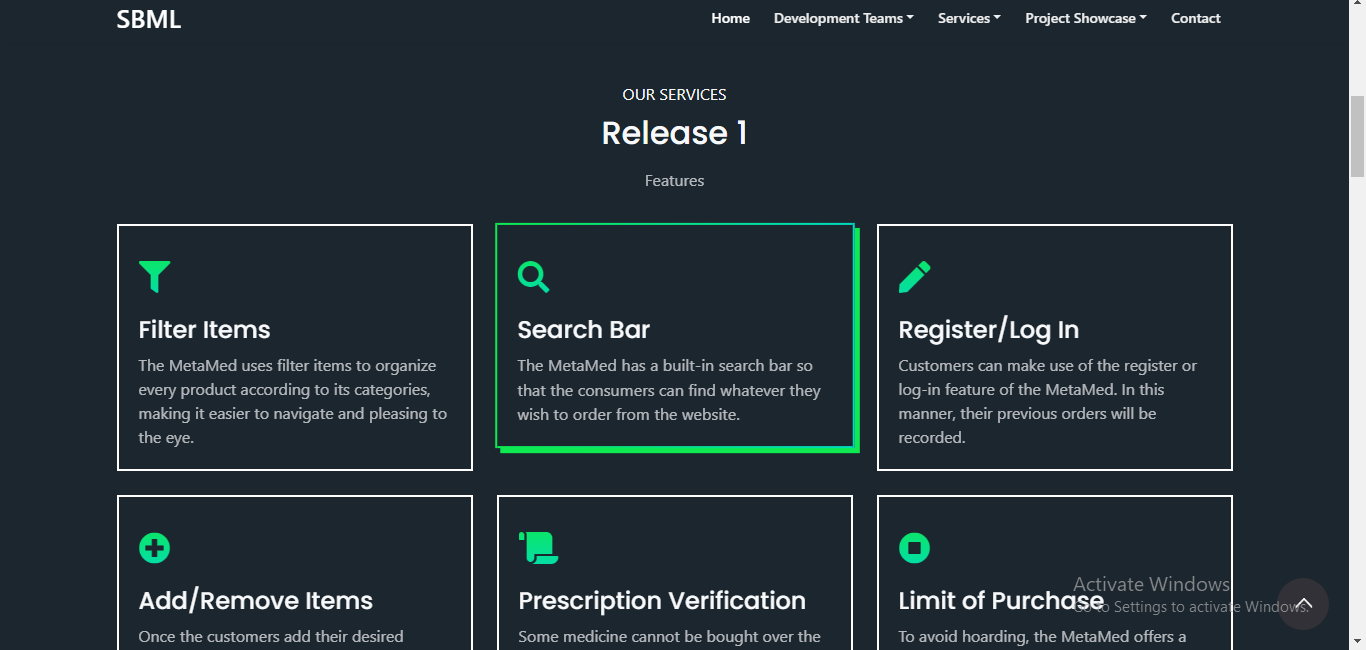 SBML
Home Development Teams Services Project Showcase Contact
OUR SERVICES
Release 1
Features
Filter Items
The MetaMed uses filter items to organize
every product according to its categories,
making it easier to navigate and pleasing to
the eye.
Search Bar
The MetaMed has a built-in search bar so
that the consumers can find whatever they
wish to order from the website.
Register/Log In
Customers can make use of the register or
log-in feature of the MetaMed. In this
manner, their previous orders will be
recorded.
Add/Remove Items
Once the customers add their desired
Prescription Verification
Some medicine cannot be bought over the
Limit of Purchase
To avoid hoarding, the MetaMed offers a
Activate Windows
Go to Settings to activate Windows.